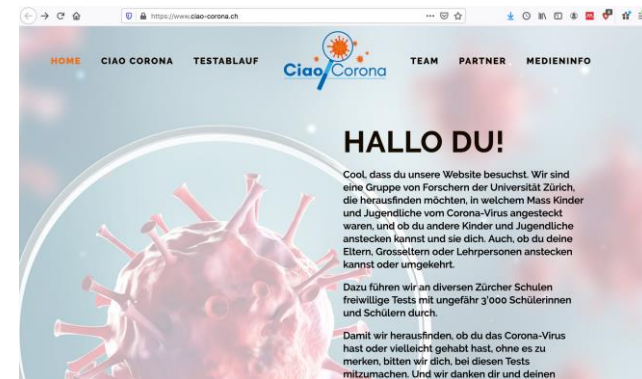 https://www.ciao-corona.ch
HOME CIAO CORONA TESTABLAUF Ciao Corona TEAM PARTNER MEDIENINFO
HALLO DU!
Cool, dass du unsere Website besuchst. Wir sind
eine Gruppe von Forschern der Universität Zürich,
die herausfinden möchten, in welchem Mass Kinder
und Jugendliche vom Corona-Virus angesteckt
waren, und ob du andere Kinder und Jugendliche
anstecken kannst und sie dich. Auch, ob du deine
Eltern, Grosseltern oder Lehrpersonen anstecken
kannst oder umgekehrt.
Dazu führen wir an diversen Zürcher Schulen
freiwillige Tests mit ungefähr 3'000 Schülerinnen
und Schülern durch.
Damit wir herausfinden, ob du das Corona-Virus
hast oder vielleicht gehabt hast, ohne es zu
merken, bitten wir dich, bei diesen Tests
mitzumachen. Und wir danken dir und deinen